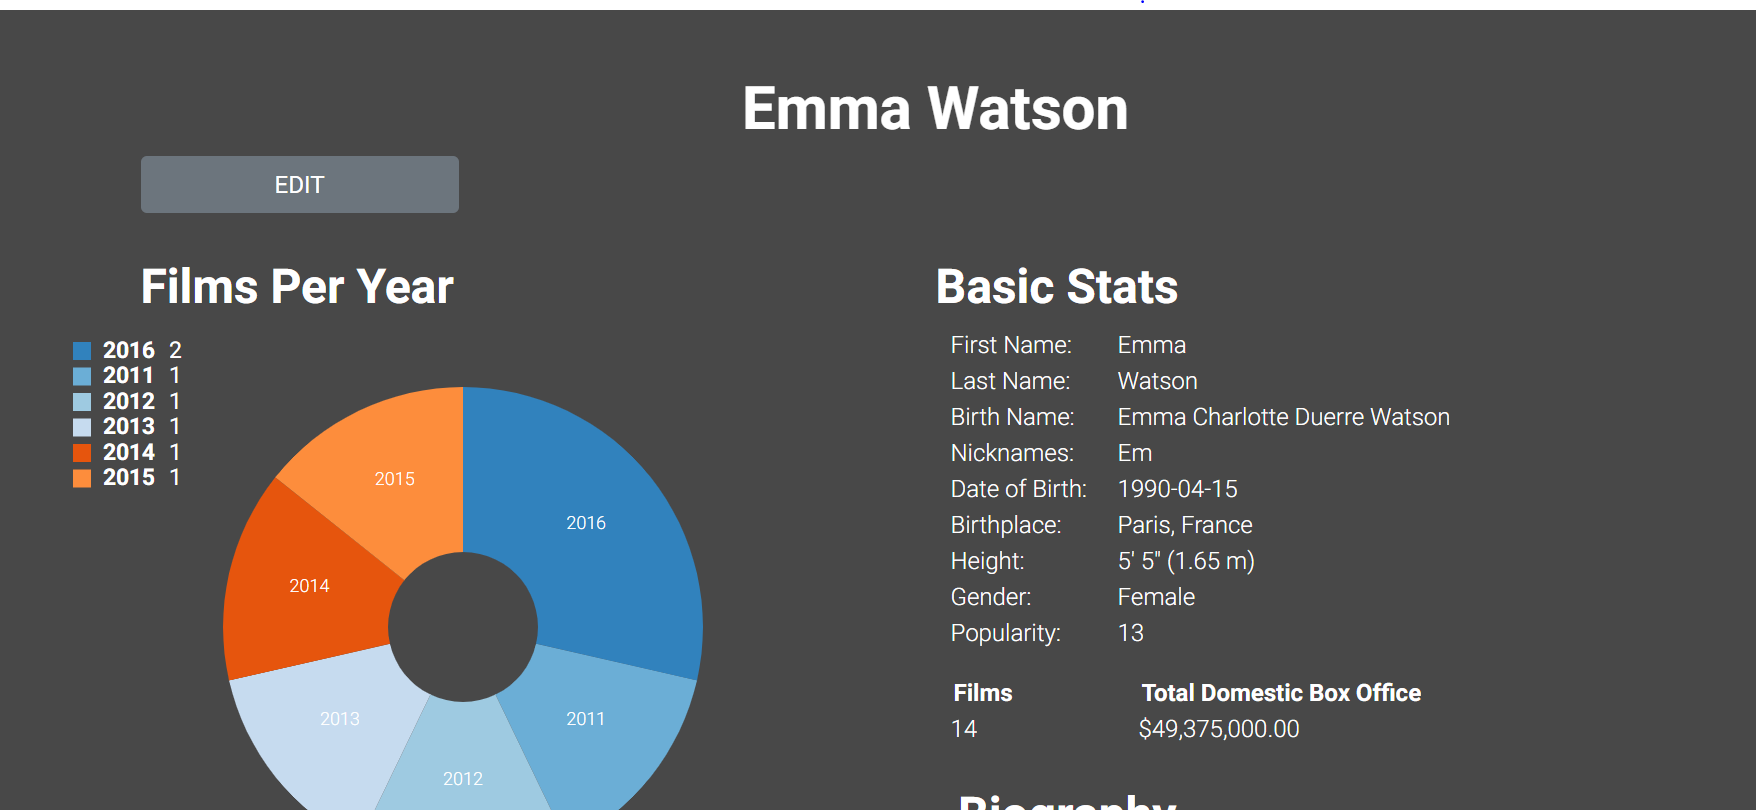 Emma Watson
EDIT
Films Per Year
2016 2
2011 1
2012 1
2013 1
2014 1
2015 1
2015
2016
2014
2013
2011
2012
Basic Stats
First Name: Emma
Last Name: Watson
Birth Name: Emma Charlotte Duerre Watson
Nicknames: Em
Date of Birth: 1990-04-15
Birthplace: Paris, France
Height: 5' 5" (1.65 m)
Gender: Female
Popularity: 13
Films Total Domestic Box Office
14 $49,375,000.00
Biography